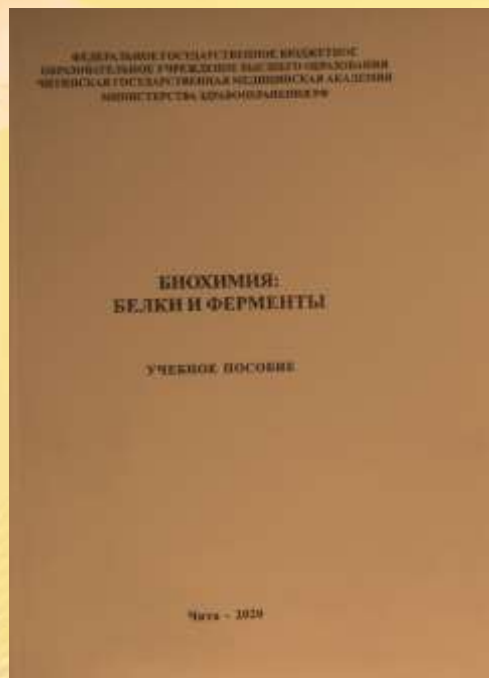 ФЕДЕРАЛЬНОЕ ГОСУДАРСТВЕННОЕ БЮДЖЕТНОЕ
ОБРАЗОВАТЕЛЬНОЕ УЧРЕЖДЕНИЕ ВЫСШЕГО ОБРАЗОВАНИЯ
ЧИТИНСКАЯ ГОСУДАРСТВЕННАЯ МЕДИЦИНСКАЯ АКАДЕМИЯ
МИНИСТЕРСТВА ЗДРАВООХРАНЕНИЯ РФ
БИОХИМИЯ:
БЕЛКИ И ФЕРМЕНТЫ
УЧЕБНОЕ ПОСОБИЕ
Чита - 2020